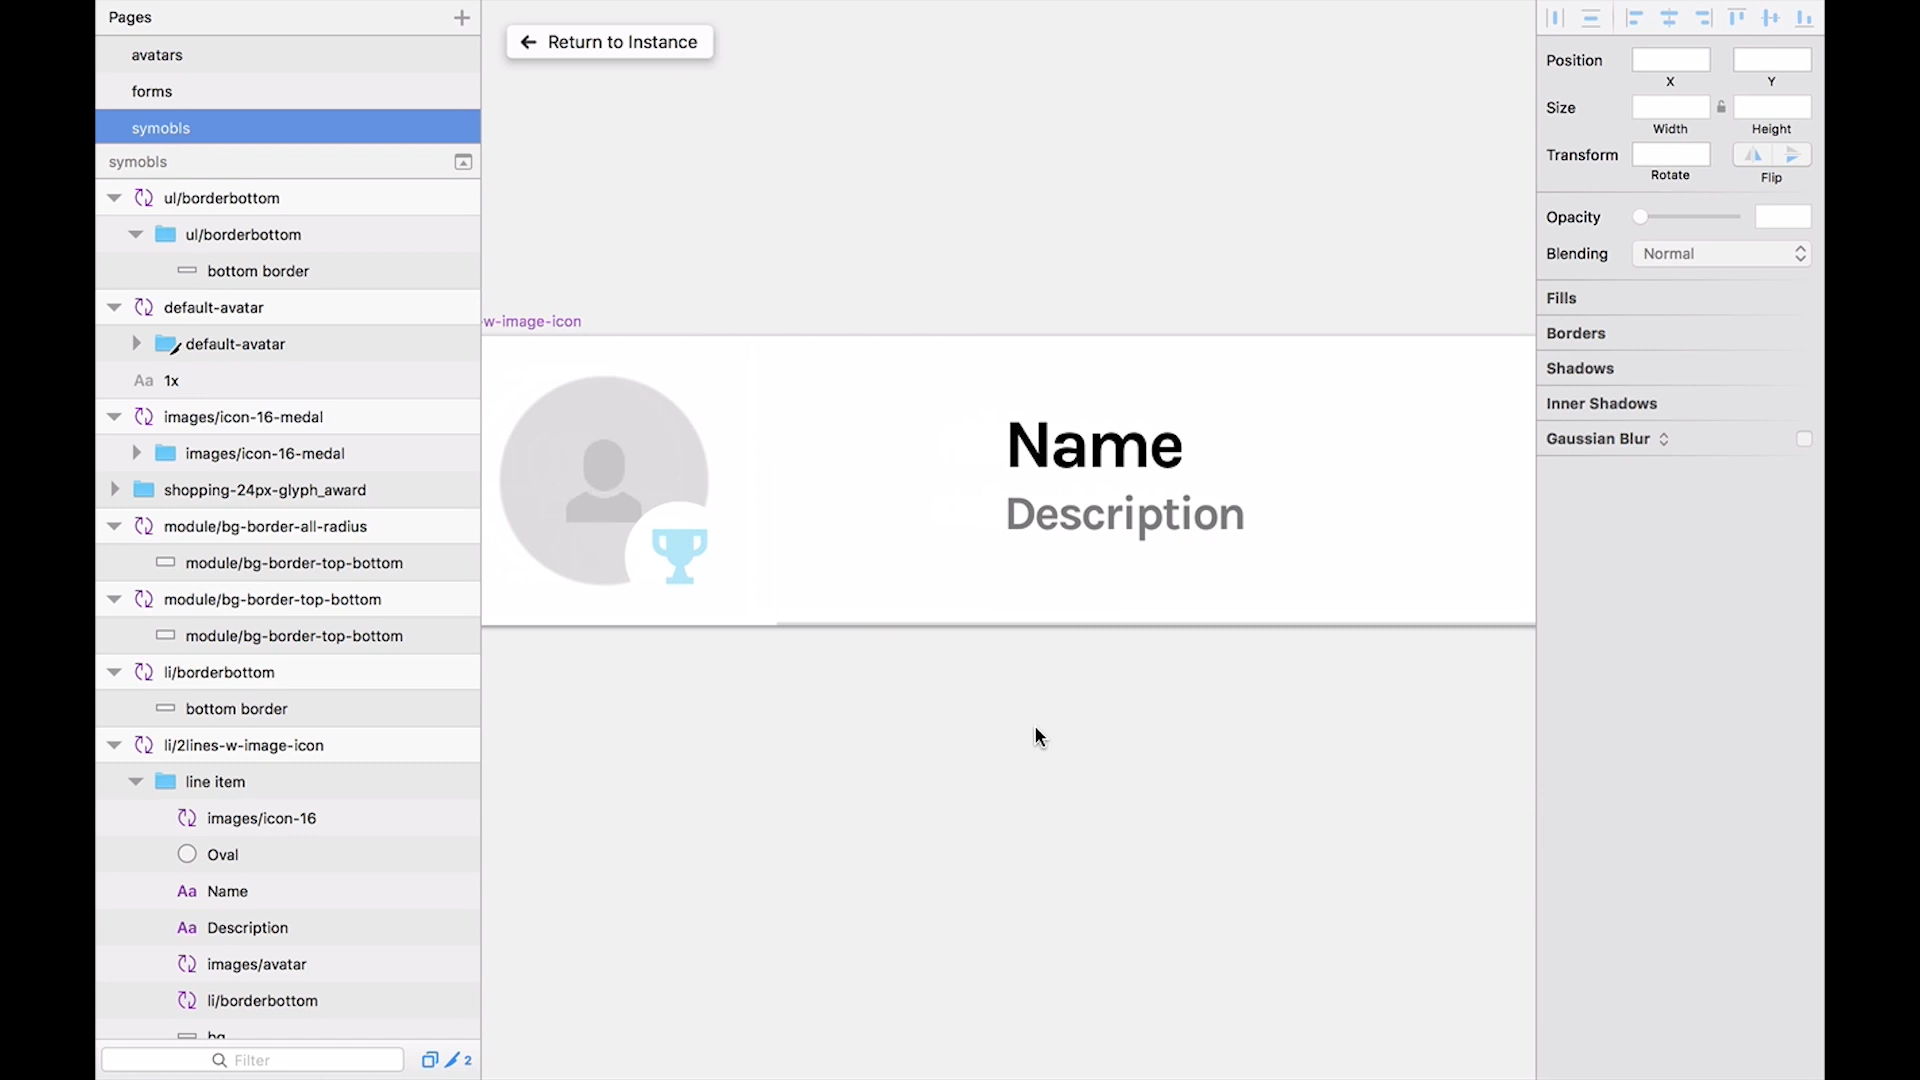 Pages
avatars
forms
symobls
symobls
ul/borderbottom
ul/borderbottom
bottom border
default-avatar
default-avatar
Aa 1x
images/icon-16-medal
images/icon-16-medal
shopping-24px-glyph_award
module/bg-border-all-radius
module/bg-border-top-bottom
module/bg-border-top-bottom
module/bg-border-top-bottom
li/borderbottom
bottom border
li/2lines-w-image-icon
line item
images/icon-16
Oval
Aa Name
Aa Description
images/avatar
li/borderbottom
bg
Filter
2
Return to Instance
-w-image-icon
Name
Description
Position
X
Y
Size
Width
Height
Transform
Rotate
Flip
Opacity
Blending
Normal
Fills
Borders
Shadows
Inner Shadows
Gaussian Blur